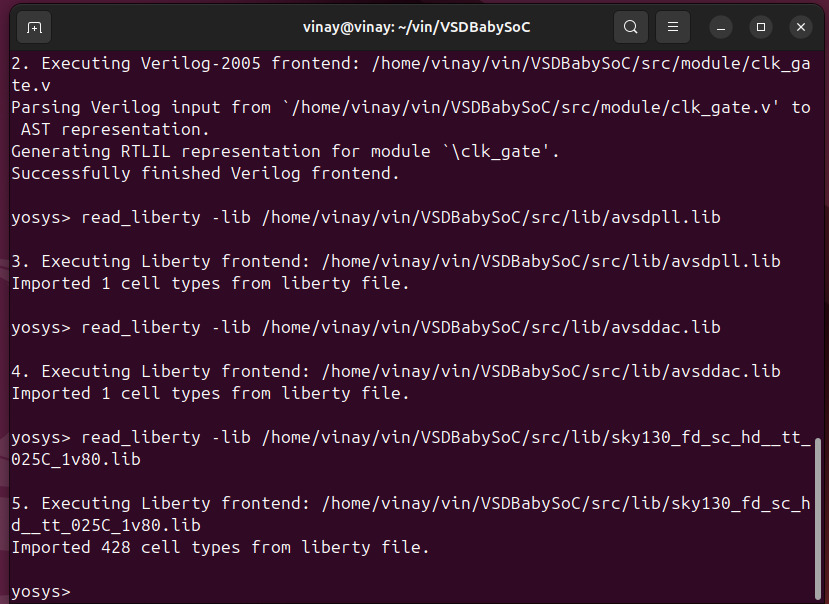 vinay@vinay: ~/vin/VSDBabySoC
2. Executing Verilog-2005 frontend: /home/vinay/vin/VSDBabySoC/src/module/clk_ga
te.v
Parsing Verilog input from `/home/vinay/vin/VSDBabySoC/src/module/clk_gate.v' to
 AST representation.
Generating RTLIL representation for module `\clk_gate'.
Successfully finished Verilog frontend.
yosys> read_liberty -lib /home/vinay/vin/VSDBabySoC/src/lib/avsdpll.lib
3. Executing Liberty frontend: /home/vinay/vin/VSDBabySoC/src/lib/avsdpll.lib
Imported 1 cell types from liberty file.
yosys> read_liberty -lib /home/vinay/vin/VSDBabySoC/src/lib/avsddac.lib
4. Executing Liberty frontend: /home/vinay/vin/VSDBabySoC/src/lib/avsddac.lib
Imported 1 cell types from liberty file.
yosys> read_liberty -lib /home/vinay/vin/VSDBabySoC/src/lib/sky130_fd_sc_hd__tt_
025C_1v80.lib
5. Executing Liberty frontend: /home/vinay/vin/VSDBabySoC/src/lib/sky130_fd_sc_h
d__tt_025C_1v80.lib
Imported 428 cell types from liberty file.
yosys>